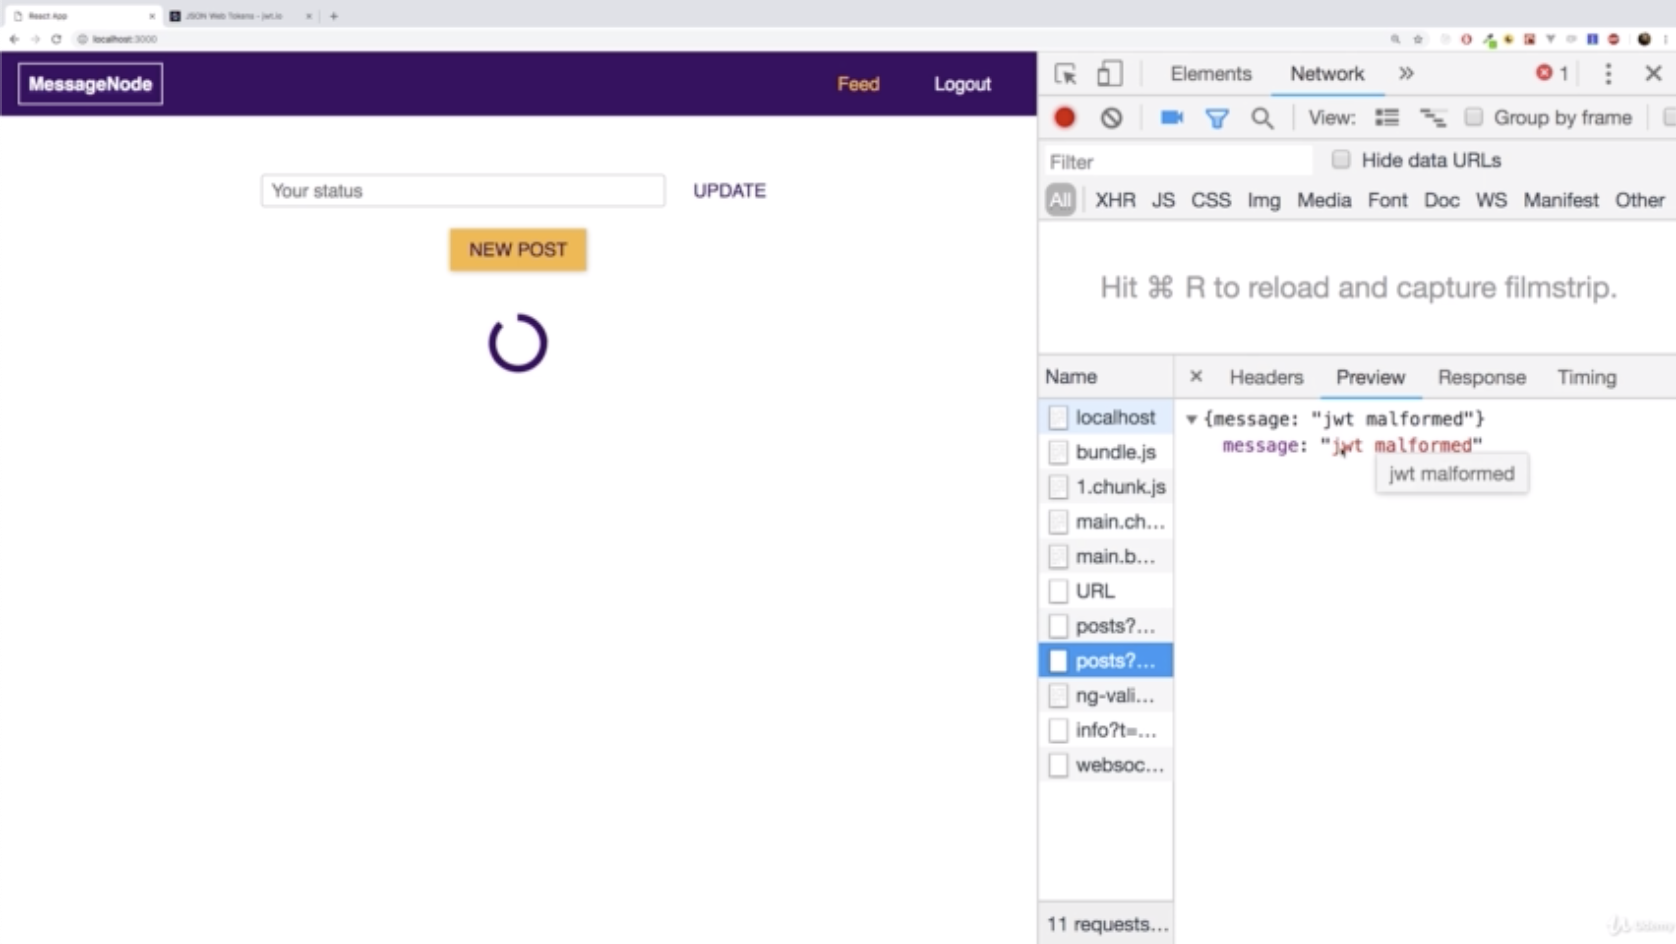 React App
JSON Web Tokens - jwt.io
localhost:3000
MessageNode
Feed
Logout
Your status
UPDATE
NEW POST
Elements
Network
1
View:
Group by frame
Filter
Hide data URLs
All
XHR
JS
CSS
Img
Media
Font
Doc
WS
Manifest
Other
Hit ⌘ R to reload and capture filmstrip.
Name
Headers
Preview
Response
Timing
localhost
bundle.js
1.chunk.js
main.ch...
main.b...
URL
posts?...
posts?...
ng-vali...
info?t=...
websoc...
{message: "jwt malformed"}
message: "jwt malformed"
jwt malformed
11 requests...
Udemy